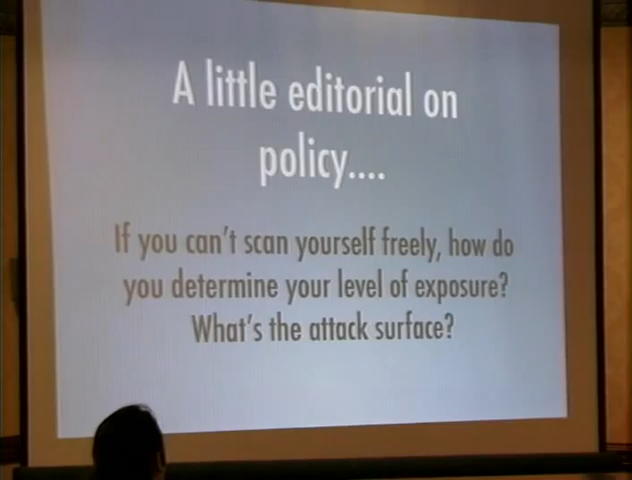 A little editorial on
policy....
If you can't scan yourself freely, how do
you determine your level of exposure?
What's the attack surface?